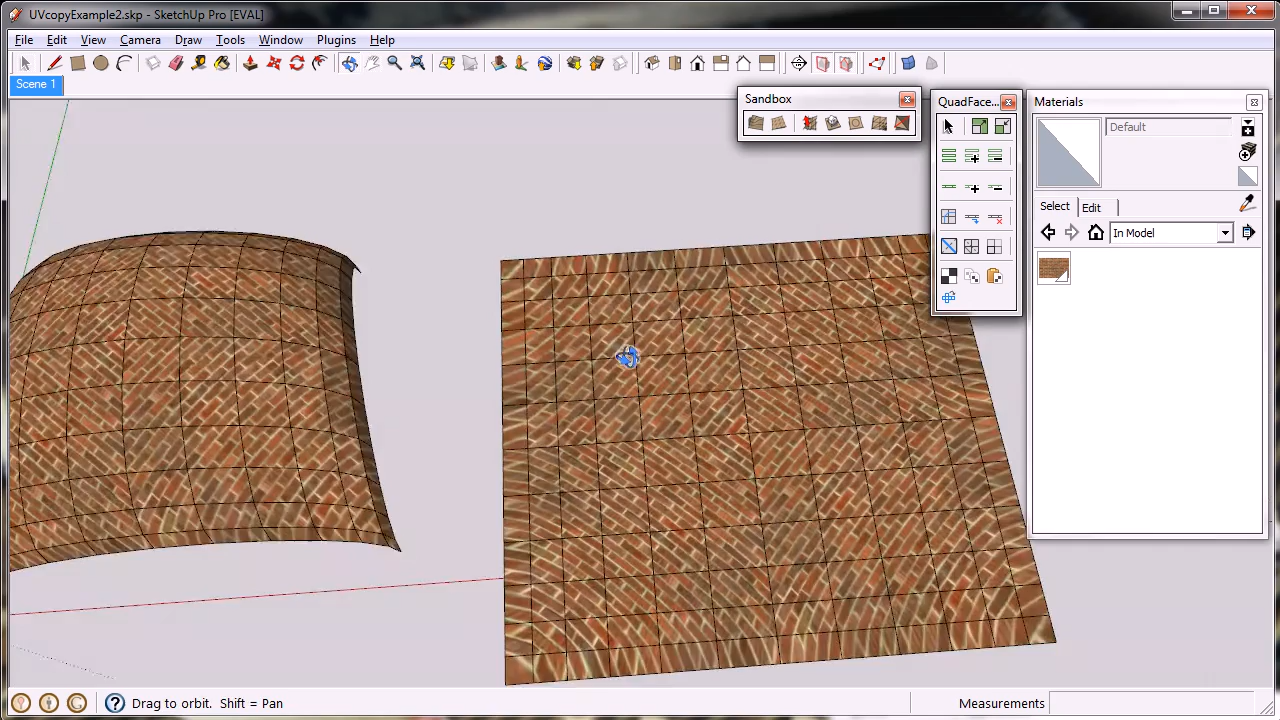 UVcopyExample2.skp - SketchUp Pro [EVAL]
File Edit View Camera Draw Tools Window Plugins Help
Scene 1
Sandbox
QuadFace...
Materials
Default
Select Edit
In Model
Drag to orbit. Shift = Pan
Measurements